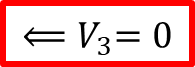 ⟸ V₃ = 0